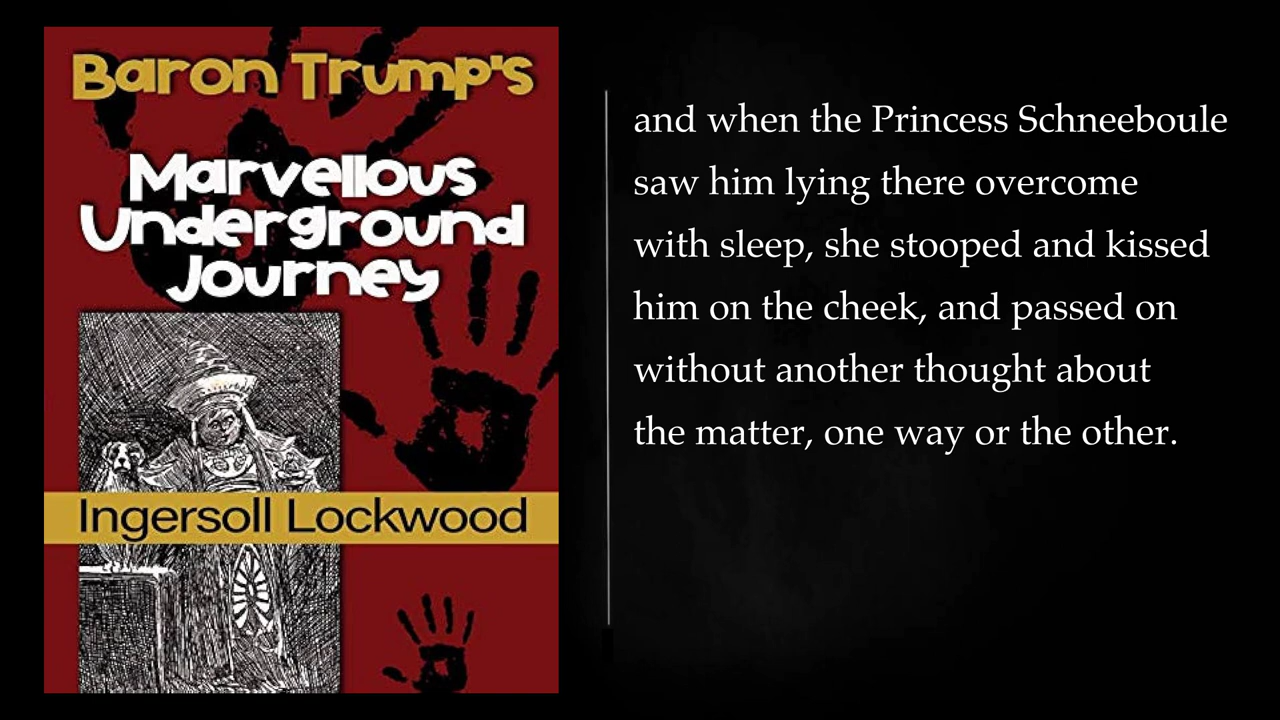 Baron Trump's
Marvellous
Underground
Journey
Ingersoll Lockwood
and when the Princess Schneeboule
saw him lying there overcome
with sleep, she stooped and kissed
him on the cheek, and passed on
without another thought about
the matter, one way or the other.